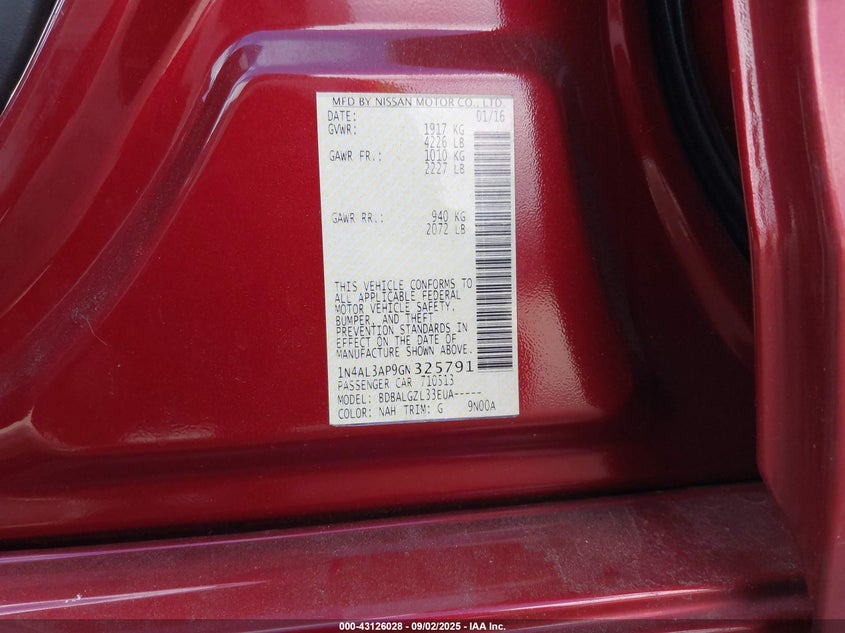 MFD BY NISSAN MOTOR CO., LTD.
DATE: 01/16
GVWR: 1917 KG
4226 LB
GAWR FR.: 1010 KG
2227 LB
GAWR RR.: 940 KG
2072 LB
THIS VEHICLE CONFORMS TO
ALL APPLICABLE FEDERAL
MOTOR VEHICLE SAFETY,
BUMPER, AND THEFT
PREVENTION STANDARDS IN
EFFECT ON THE DATE OF
MANUFACTURE SHOWN ABOVE.
1N4AL3AP9GN325791
PASSENGER CAR 710513
MODEL: BDBALGZL33EUA-----
COLOR: NAH TRIM: G 9N00A
000-43126028 - 09/02/2025 - IAA Inc.